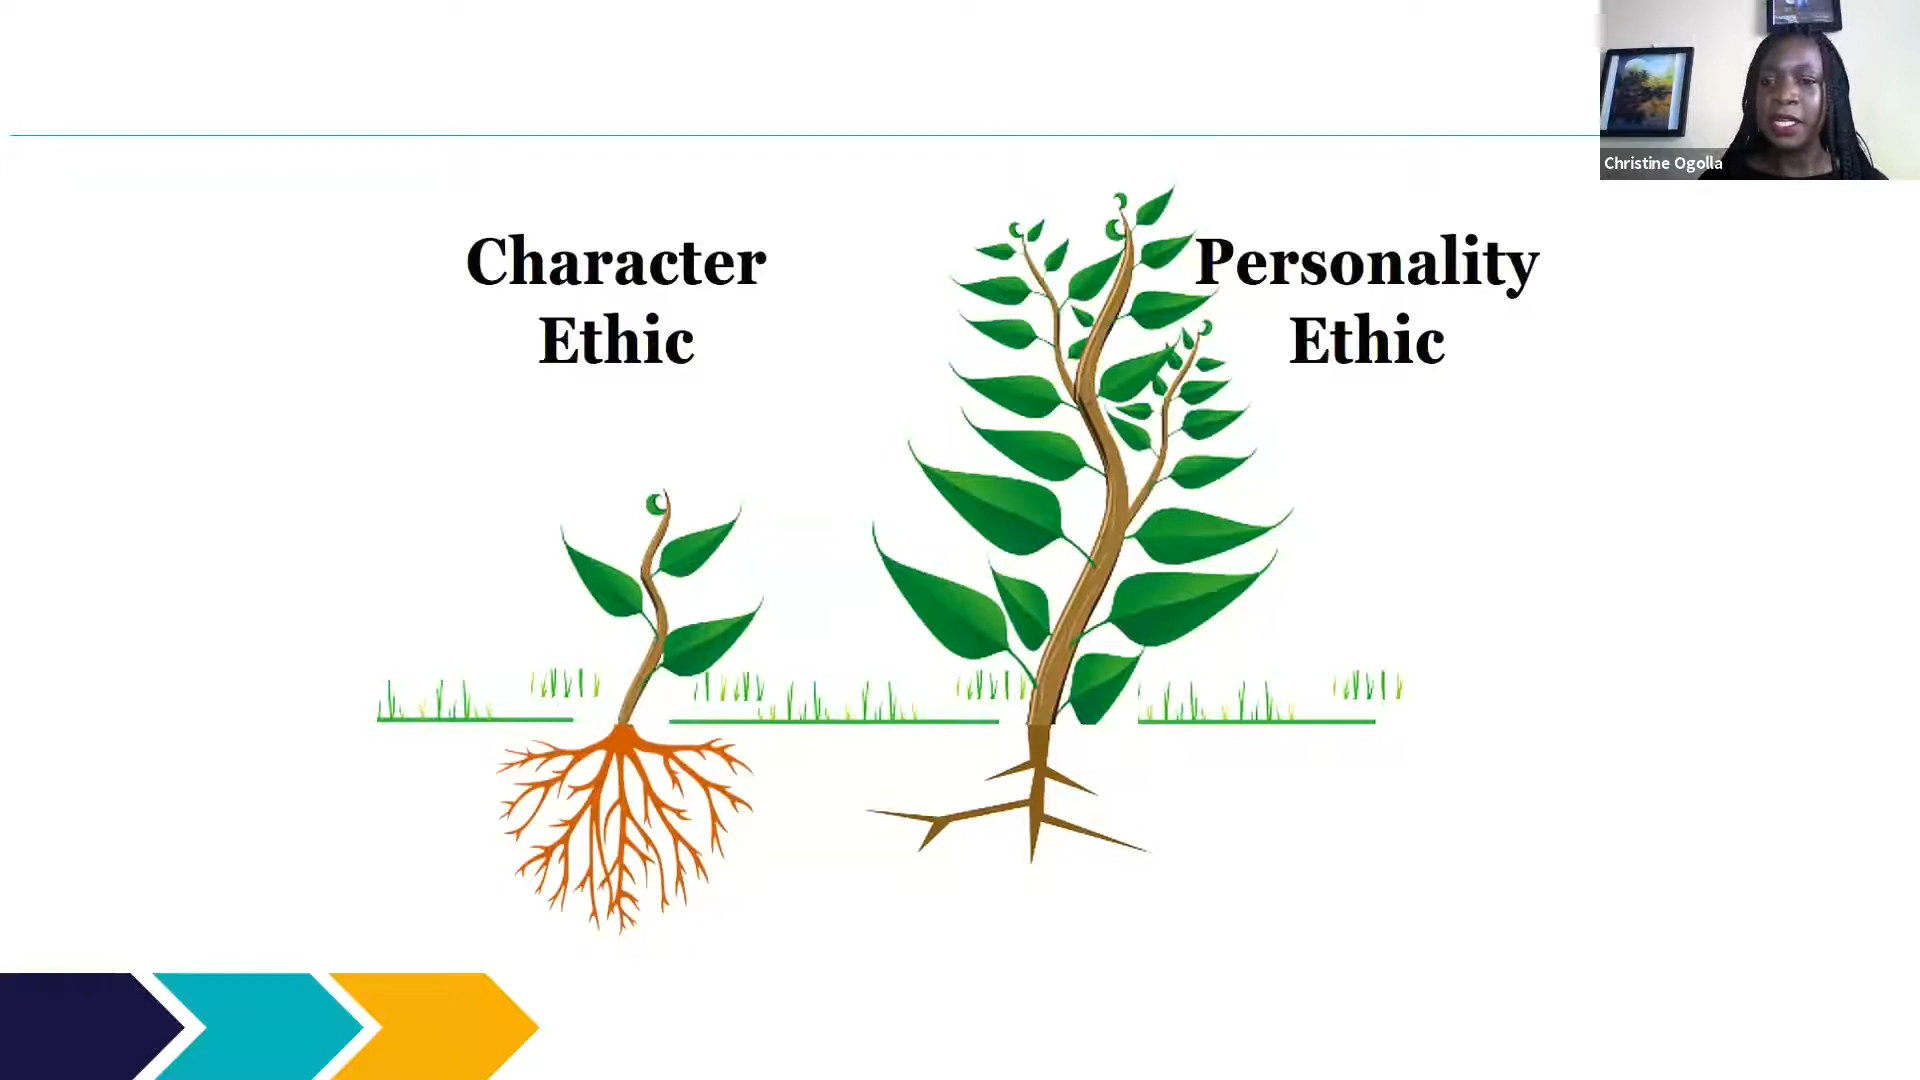 Character
Ethic
Personality
Ethic
Christine Ogolla